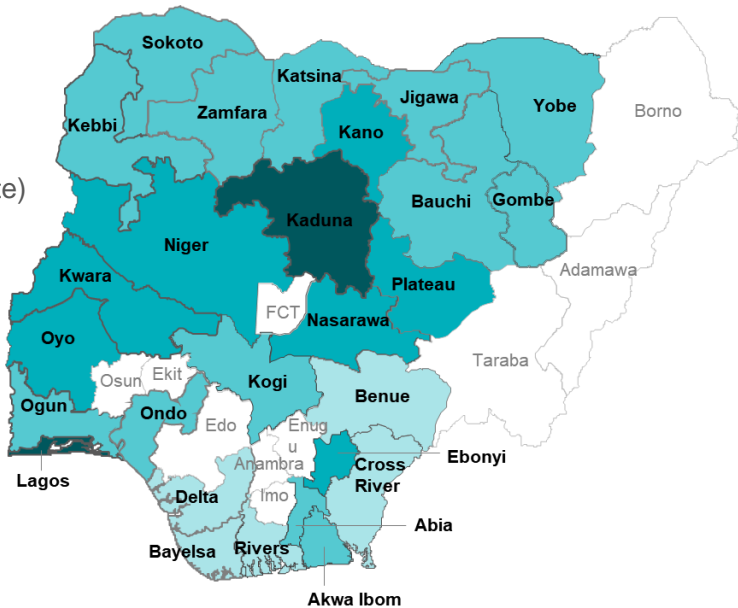 Sokoto
Katsina
Kebbi
Zamfara
Jigawa
Yobe
Borno
Kano
te)
Kaduna
Bauchi
Gombe
Niger
Kwara
Plateau
Adamawa
FCT
Nasarawa
Oyo
Osun
Ekit
Kogi
Taraba
Benue
Ogun
Ondo
Edo
Enug
u
Anambra
Ebonyi
Cross
River
Lagos
Imo
Delta
Abia
Bayelsa
Rivers
Akwa Ibom